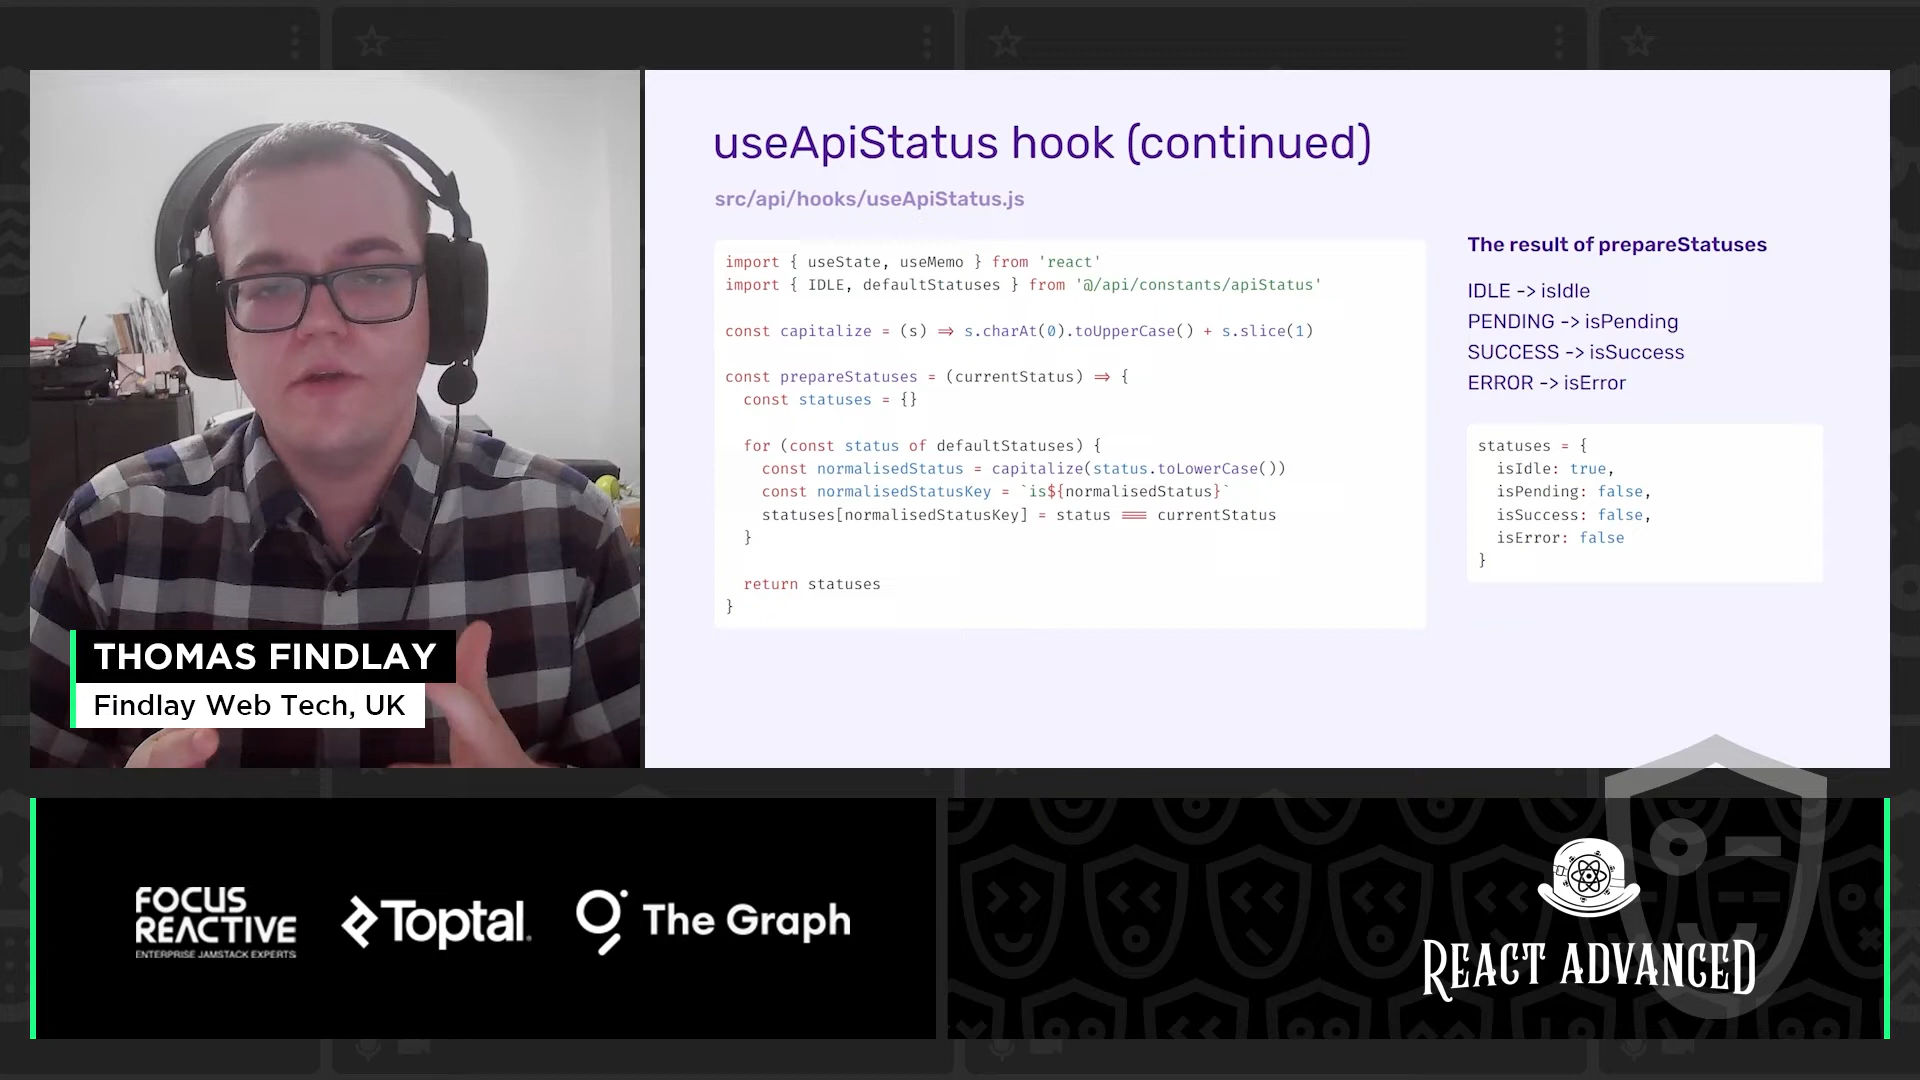 useApiStatus hook (continued)
src/api/hooks/useApiStatus.js
import { useState, useMemo } from 'react'
import { IDLE, defaultStatuses } from '@/api/constants/apiStatus'
const capitalize = (s) => s.charAt(0).toUpperCase() + s.slice(1)
const prepareStatuses = (currentStatus) => {
const statuses = {}
for (const status of defaultStatuses) {
const normalisedStatus = capitalize(status.toLowerCase())
const normalisedStatusKey = `is${normalisedStatus}`
statuses[normalisedStatusKey] = status === currentStatus
}
return statuses
}
The result of prepareStatuses
IDLE -> isIdle
PENDING -> isPending
SUCCESS -> isSuccess
ERROR -> isError
statuses = {
isIdle: true,
isPending: false,
isSuccess: false,
isError: false
}
THOMAS FINDLAY
Findlay Web Tech, UK
FOCUS
REACTIVE
ENTERPRISE JAMSTACK EXPERTS
Toptal.
The Graph
REACT ADVANCED